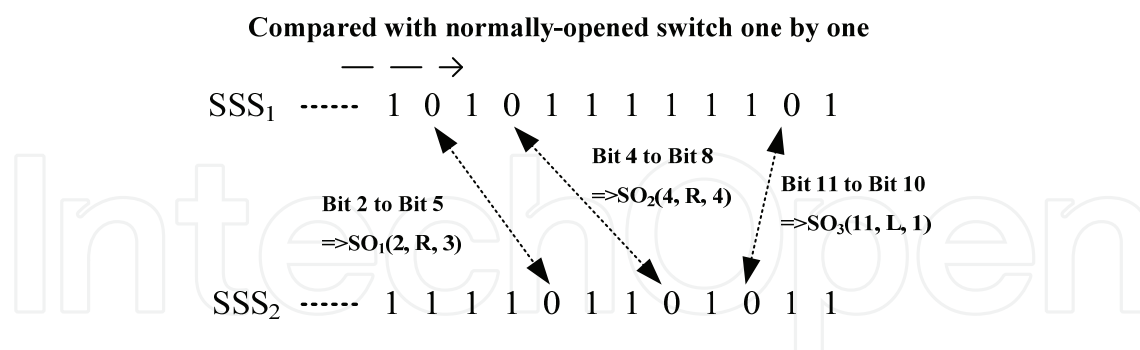 Compared with normally-opened switch one by one
SSS₁ ------ 1 0 1 0 1 1 1 1 1 1 0 1
Bit 4 to Bit 8
=>SO₂(4, R, 4)
Bit 11 to Bit 10
=>SO₃(11, L, 1)
Bit 2 to Bit 5
=>SO₁(2, R, 3)
SSS₂ ------ 1 1 1 1 0 1 1 0 1 0 1 1
IntechOpen